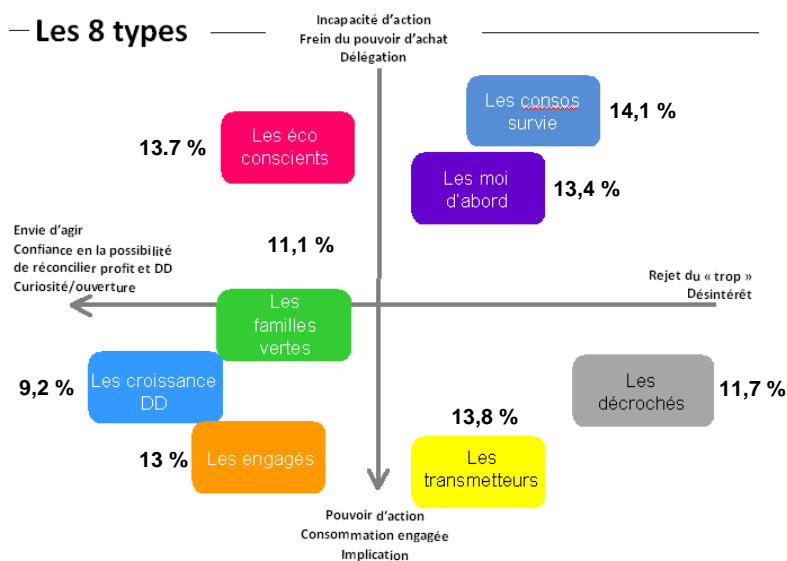 Les 8 types
Incapacité d'action
Frein du pouvoir d'achat
Délégation
Les consos
survie
14,1 %
Les éco
conscients
13.7 %
Les moi
d'abord
13,4 %
Envie d'agir
Confiance en la possibilité
de réconcilier profit et DD
Curiosité/ouverture
11,1 %
Rejet du « trop »
Désintérêt
Les
familles
vertes
9,2 %
Les croissance
DD
Les
décrochés
11,7 %
13 %
Les engagés
13,8 %
Les
transmetteurs
Pouvoir d'action
Consommation engagée
Implication